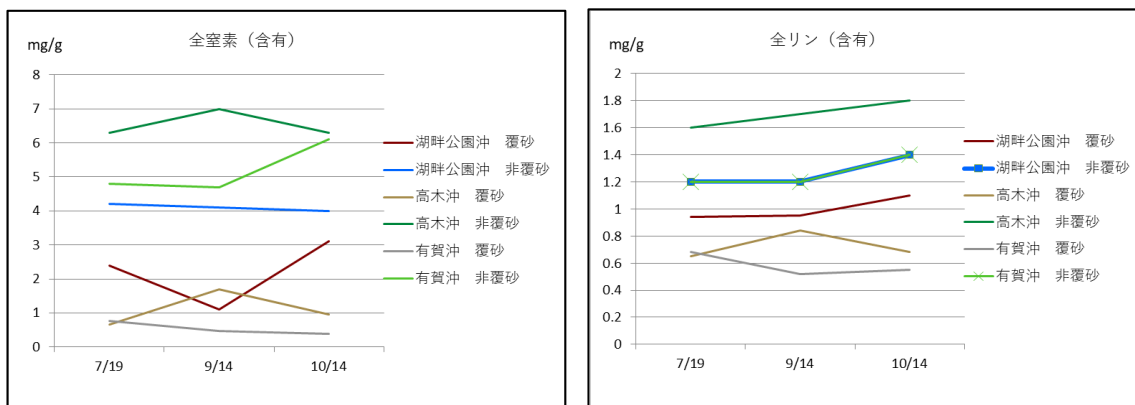 全窒素（含有）
mg/g
8
7
6
5
4
3
2
1
0
7/19
9/14
10/14
湖畔公園沖　覆砂
湖畔公園沖　非覆砂
高木沖　覆砂
高木沖　非覆砂
有賀沖　覆砂
有賀沖　非覆砂
全リン（含有）
mg/g
2
1.8
1.6
1.4
1.2
1
0.8
0.6
0.4
0.2
0
7/19
9/14
10/14
湖畔公園沖　覆砂
湖畔公園沖　非覆砂
高木沖　覆砂
高木沖　非覆砂
有賀沖　覆砂
有賀沖　非覆砂